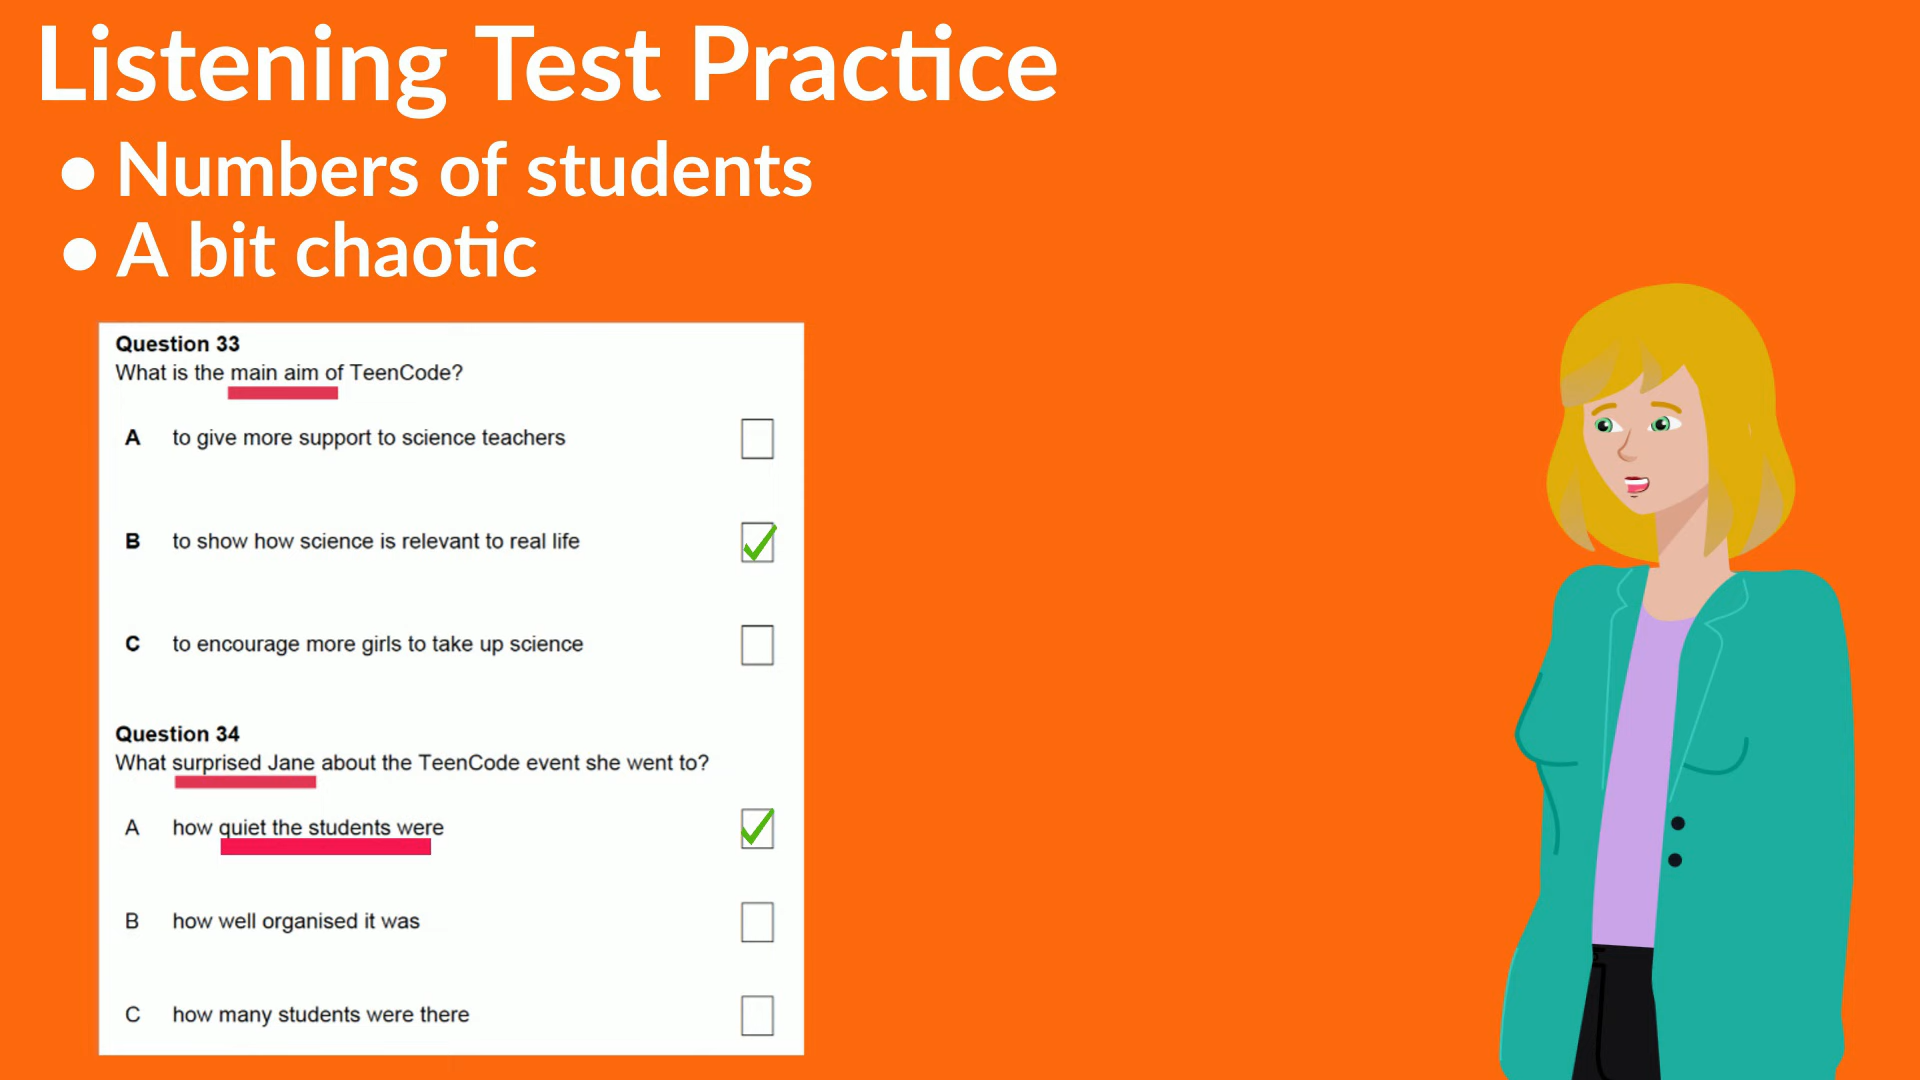 Listening Test Practice
• Numbers of students
• A bit chaotic
Question 33
What is the main aim of TeenCode?
A to give more support to science teachers
B to show how science is relevant to real life
C to encourage more girls to take up science
Question 34
What surprised Jane about the TeenCode event she went to?
A how quiet the students were
B how well organised it was
C how many students were there